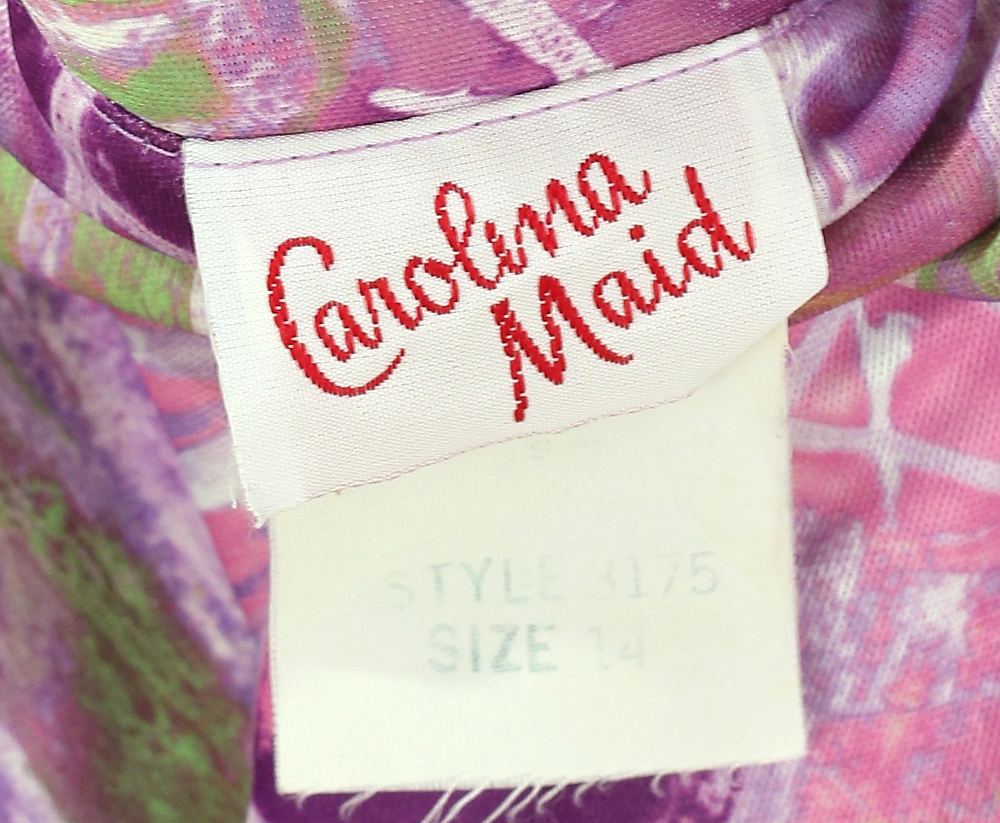 Carolina
Maid
S
STYLE 3175
SIZE 14